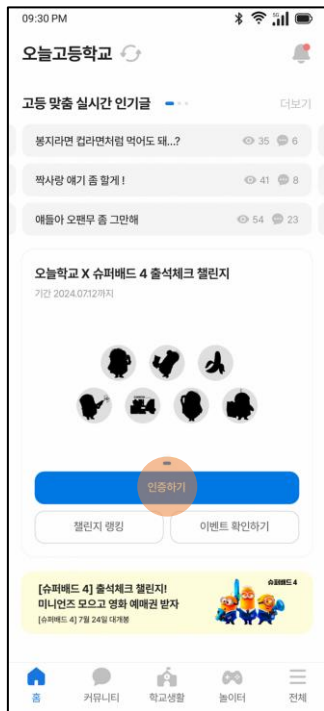 09:30 PM
5G
오늘고등학교
고등 맞춤 실시간 인기글
더보기
봉지라면 컵라면처럼 먹어도 돼...? 35 6
짝사랑 얘기 좀 할게 ! 41 8
얘들아 오팬무 좀 그만해 54 23
오늘학교 X 슈퍼배드 4 출석체크 챌린지
기간 2024.07.12까지
인증하기
챌린지 랭킹
이벤트 확인하기
[슈퍼배드 4] 출석체크 챌린지!
미니언즈 모으고 영화 예매권 받자
[슈퍼배드 4] 7월 24일 대개봉
슈퍼배드 4
홈 커뮤니티 학교생활 놀이터 전체